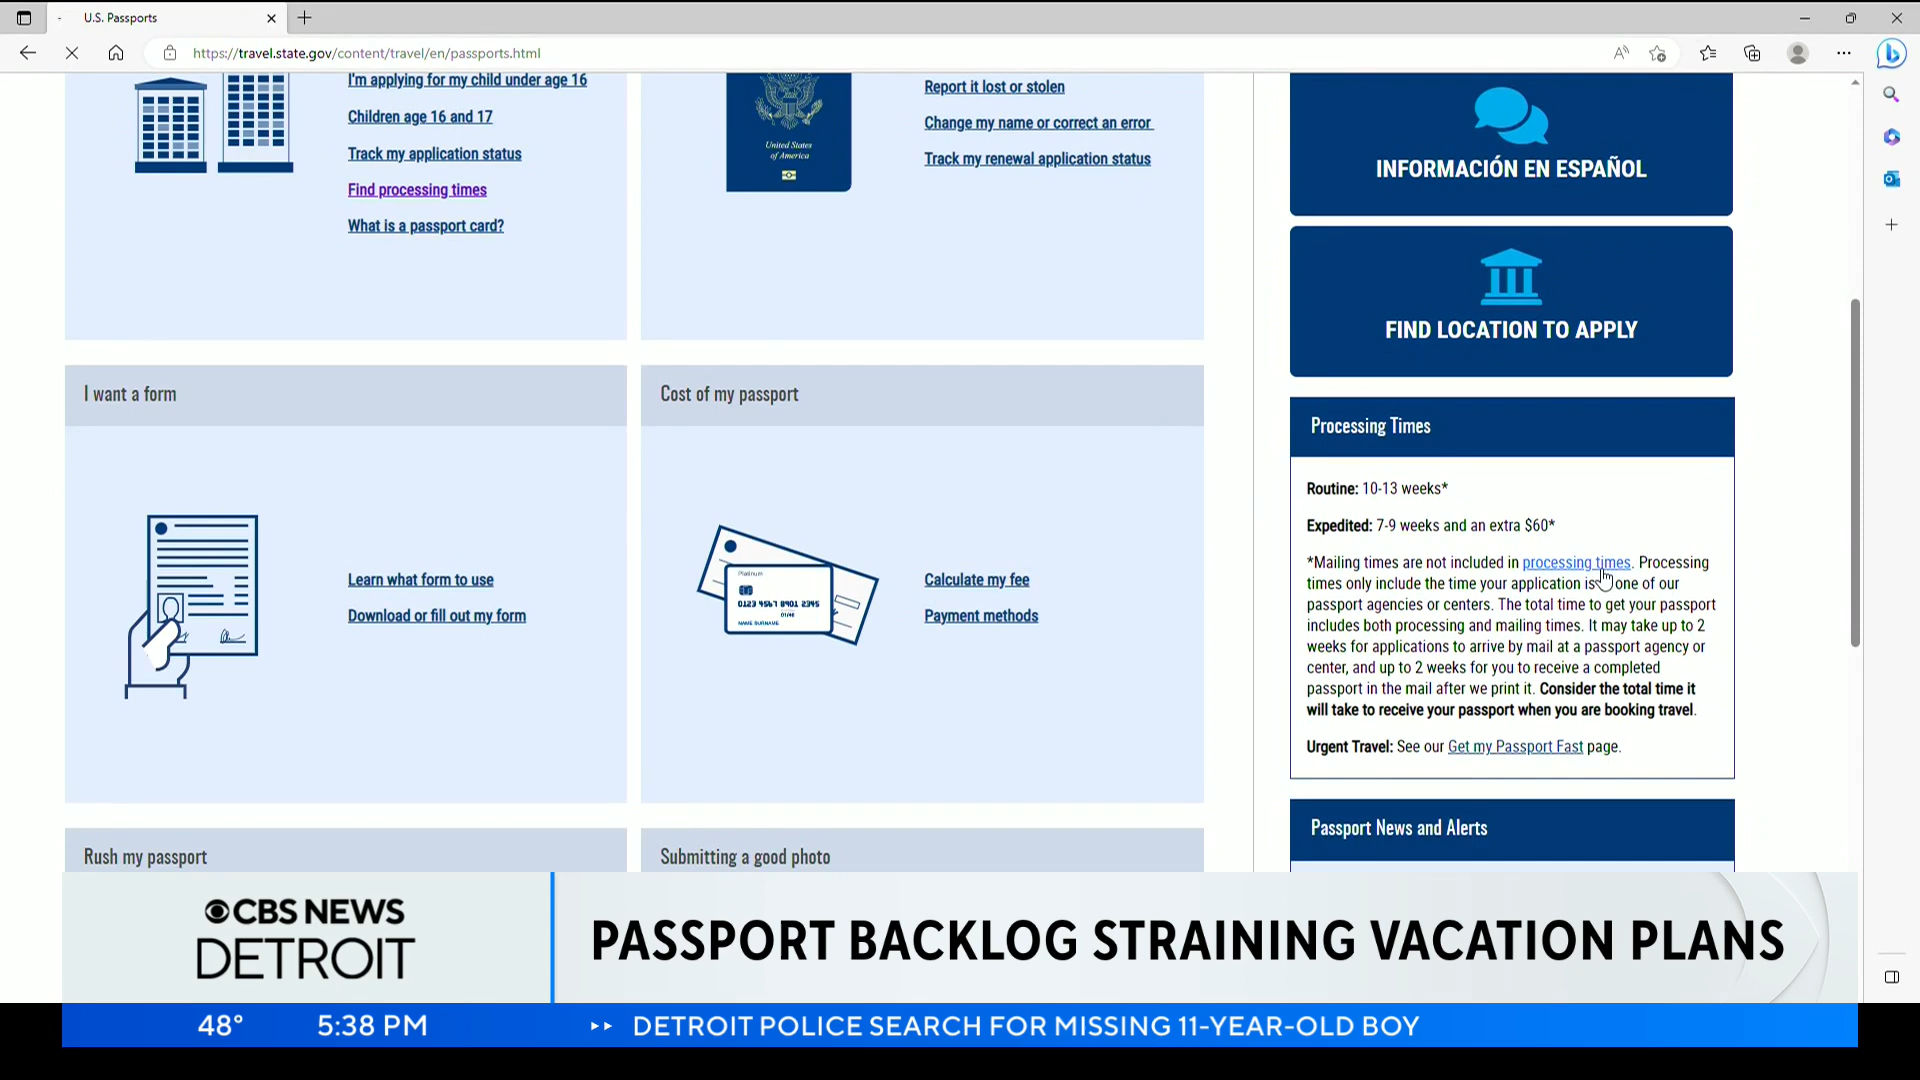 U.S. Passports
https://travel.state.gov/content/travel/en/passports.html
I'm applying for my child under age 16
Children age 16 and 17
Track my application status
Find processing times
What is a passport card?
United States
of America
Report it lost or stolen
Change my name or correct an error
Track my renewal application status
INFORMACIÓN EN ESPAÑOL
FIND LOCATION TO APPLY
I want a form
Learn what form to use
Download or fill out my form
Cost of my passport
Platinum
0123 4567 8901 2345
NAME SURNAME
Calculate my fee
Payment methods
Processing Times
Routine: 10-13 weeks*
Expedited: 7-9 weeks and an extra $60*
*Mailing times are not included in processing times. Processing
times only include the time your application is one of our
passport agencies or centers. The total time to get your passport
includes both processing and mailing times. It may take up to 2
weeks for applications to arrive by mail at a passport agency or
center, and up to 2 weeks for you to receive a completed
passport in the mail after we print it. Consider the total time it
will take to receive your passport when you are booking travel.
Urgent Travel: See our Get my Passport Fast page.
Passport News and Alerts
Rush my passport
Submitting a good photo
CBS NEWS
DETROIT
PASSPORT BACKLOG STRAINING VACATION PLANS
48°
5:38 PM
DETROIT POLICE SEARCH FOR MISSING 11-YEAR-OLD BOY